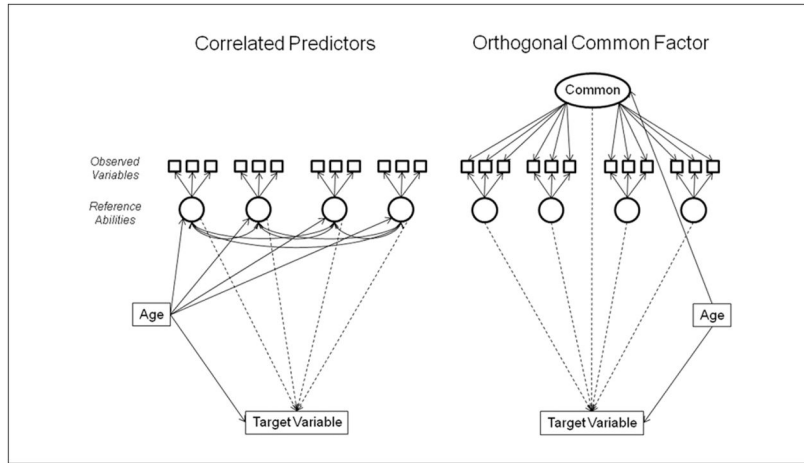 Correlated Predictors
Orthogonal Common Factor
Common
Observed
Variables
Reference
Abilities
Age
Age
Target Variable
Target Variable